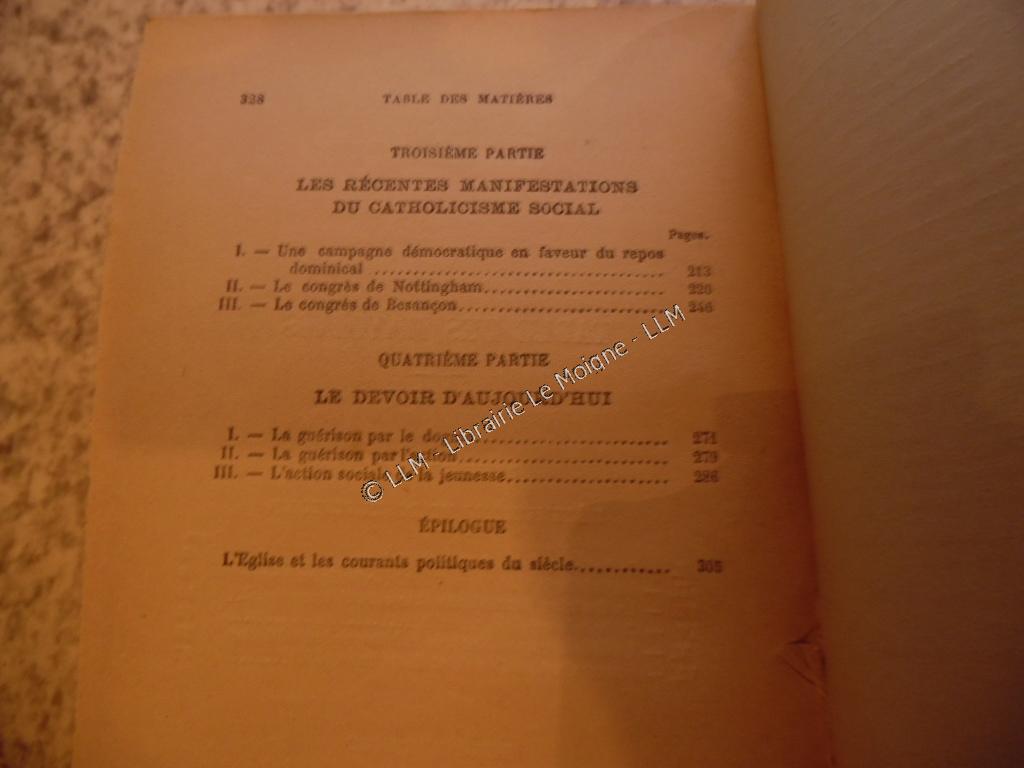 328 TABLE DES MATIÈRES
TROISIÈME PARTIE
LES RÉCENTES MANIFESTATIONS
DU CATHOLICISME SOCIAL
Pages.
I. — Une campagne démocratique en faveur du repos
dominical ........................................ 213
II. — Le congrès de Nottingham......................... 220
III. — Le congrès de Besançon............................ 246
QUATRIÈME PARTIE
LE DEVOIR D'AUJOURD'HUI
I. — La guérison par le ........................ 271
II. — La guérison par ........................ 279
III. — L'action sociale la jeunesse...................... 286
ÉPILOGUE
L'Eglise et les courants politiques du siècle............ 305
© LLM - Librairie Le Moigne - LLM